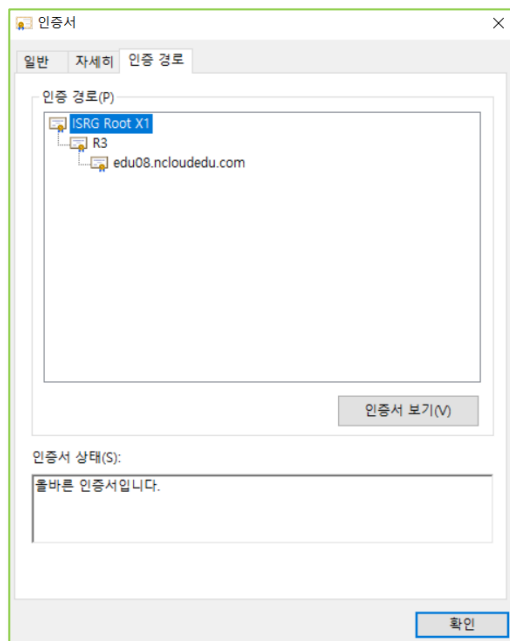 인증서
일반 자세히 인증 경로
인증 경로(P)
ISRG Root X1
R3
edu08.ncloudedu.com
인증서 보기(V)
인증서 상태(S):
올바른 인증서입니다.
확인